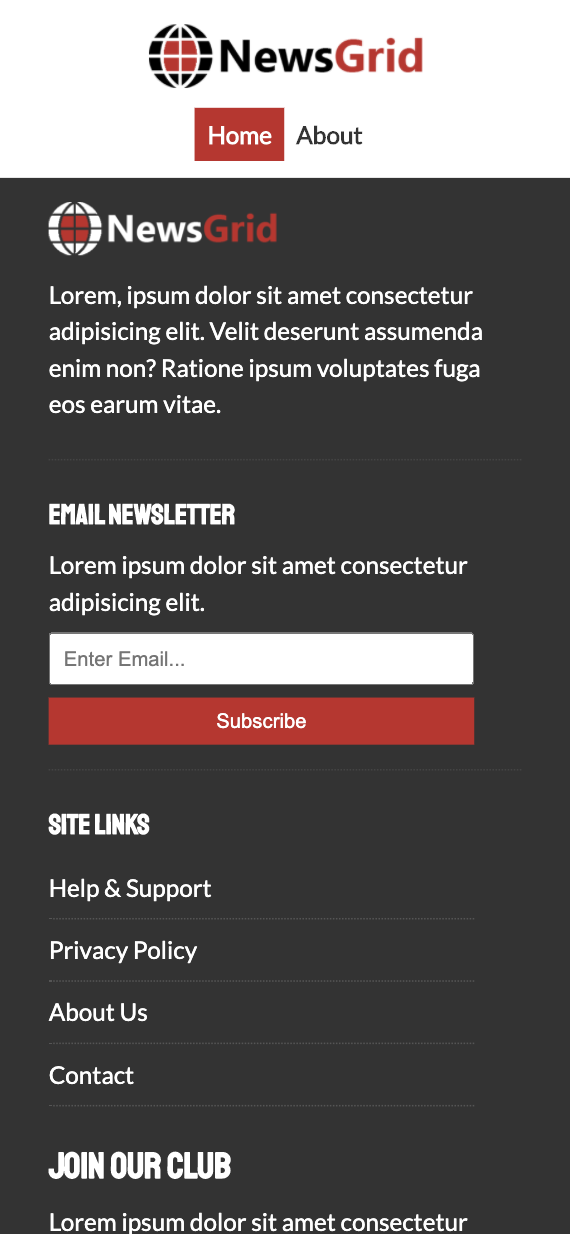 NewsGrid
Home About
NewsGrid
Lorem, ipsum dolor sit amet consectetur
adipisicing elit. Velit deserunt assumenda
enim non? Ratione ipsum voluptates fuga
eos earum vitae.
EMAIL NEWSLETTER
Lorem ipsum dolor sit amet consectetur
adipisicing elit.
Enter Email...
Subscribe
SITE LINKS
Help & Support
Privacy Policy
About Us
Contact
JOIN OUR CLUB
Lorem ipsum dolor sit amet consectetur